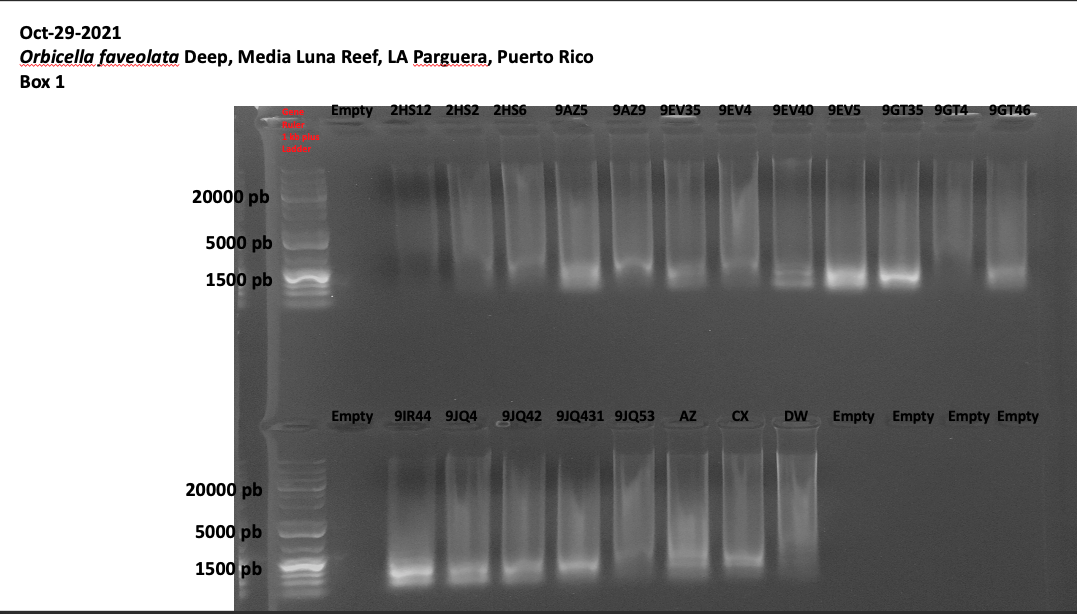 Oct-29-2021
Orbicella faveolata Deep, Media Luna Reef, LA Parguera, Puerto Rico
Box 1
Empty 2HS12 2HS2 2HS6 9AZ5 9AZ9 9EV35 9EV4 9EV40 9EV5 9GT35 9GT4 9GT46
20000 pb
5000 pb
1500 pb
Empty 9IR44 9JQ4 9JQ42 9JQ431 9JQ53 AZ CX DW Empty Empty Empty Empty
20000 pb
5000 pb
1500 pb